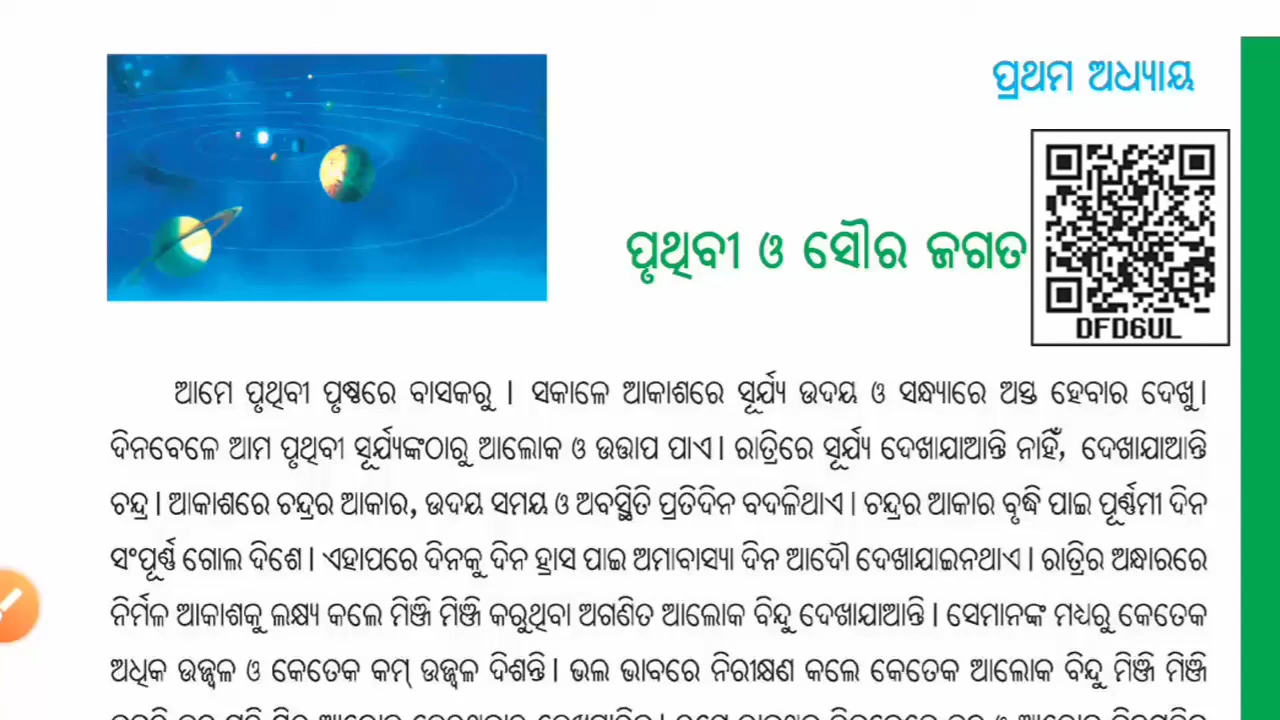 ପ୍ରଥମ ଅଧ୍ୟାୟ
ପୃଥିବୀ ଓ ସୌର ଜଗତ
DFD6UL
ଆମେ ପୃଥିବୀ ପୃଷ୍ଠରେ ବାସକରୁ । ସକାଳେ ଆକାଶରେ ସୂର୍ଯ୍ୟ ଉଦୟ ଓ ସନ୍ଧ୍ୟାରେ ଅସ୍ତ ହେବାର ଦେଖୁ।
ଦିନବେଳେ ଆମ ପୃଥିବୀ ସୂର୍ଯ୍ୟଙ୍କଠାରୁ ଆଲୋକ ଓ ଉତ୍ତାପ ପାଏ। ରାତ୍ରିରେ ସୂର୍ଯ୍ୟ ଦେଖାଯାଆନ୍ତି ନାହିଁ, ଦେଖାଯାଆନ୍ତି
ଚନ୍ଦ୍ର। ଆକାଶରେ ଚନ୍ଦ୍ରର ଆକାର, ଉଦୟ ସମୟ ଓ ଅବସ୍ଥିତି ପ୍ରତିଦିନ ବଦଳିଥାଏ। ଚନ୍ଦ୍ରର ଆକାର ବୃଦ୍ଧି ପାଇ ପୂର୍ଣ୍ଣମୀ ଦିନ
ସଂପୂର୍ଣ୍ଣ ଗୋଲ ଦିଶେ। ଏହାପରେ ଦିନକୁ ଦିନ ହ୍ରାସ ପାଇ ଅମାବାସ୍ୟା ଦିନ ଆଦୌ ଦେଖାଯାଇନଥାଏ। ରାତ୍ରିର ଅନ୍ଧାରରେ
ନିର୍ମଳ ଆକାଶକୁ ଲକ୍ଷ୍ୟ କଲେ ମିଞ୍ଜି ମିଞ୍ଜି କରୁଥିବା ଅଗଣିତ ଆଲୋକ ବିନ୍ଦୁ ଦେଖାଯାଆନ୍ତି। ସେମାନଙ୍କ ମଧ୍ୟରୁ କେତେକ
ଅଧିକ ଉଜ୍ଜ୍ୱଳ ଓ କେତେକ କମ୍ ଉଜ୍ଜ୍ୱଳ ଦିଶନ୍ତି। ଭଲ ଭାବରେ ନିରୀକ୍ଷଣ କଲେ କେତେକ ଆଲୋକ ବିନ୍ଦୁ ମିଞ୍ଜି ମିଞ୍ଜି